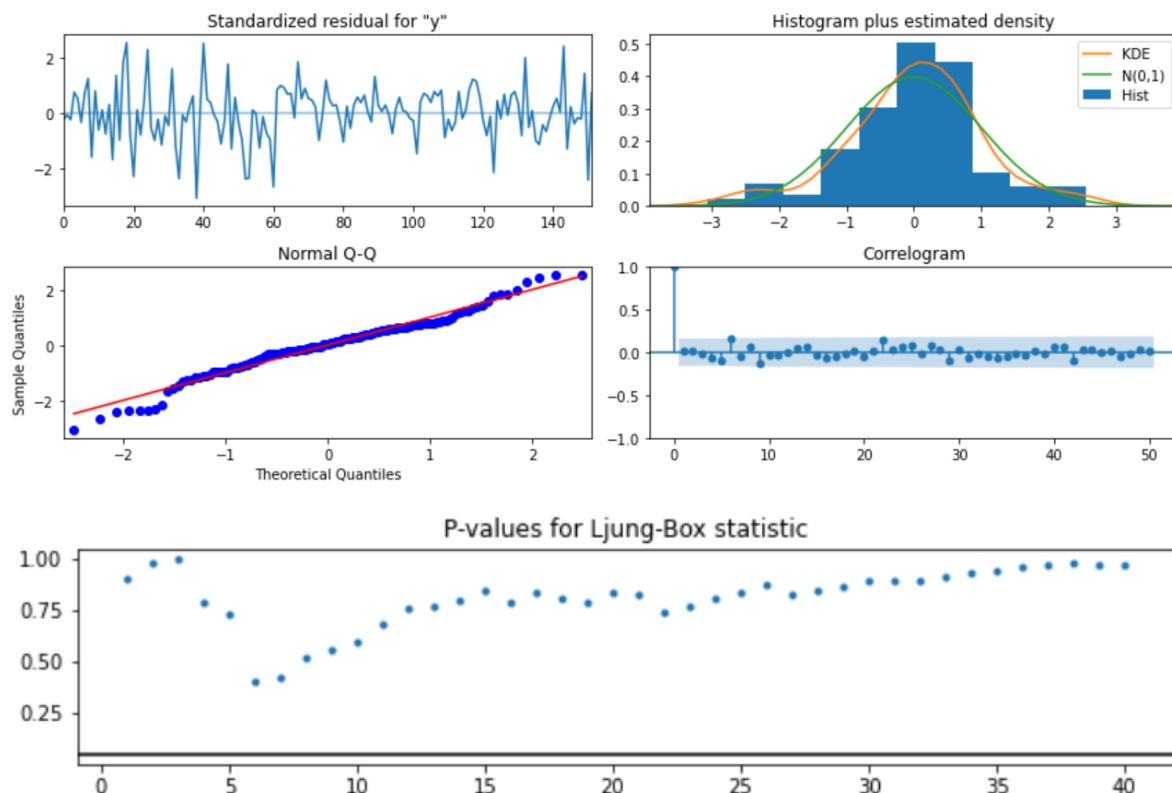 Standardized residual for "y"
2
0
−2
0 20 40 60 80 100 120 140
Histogram plus estimated density
0.5
0.4
0.3
0.2
0.1
0.0
KDE
N(0,1)
Hist
−3 −2 −1 0 1 2 3
Normal Q-Q
Sample Quantiles
2
0
−2
−2 −1 0 1 2
Theoretical Quantiles
Correlogram
1.0
0.5
0.0
−0.5
−1.0
0 10 20 30 40 50
P-values for Ljung-Box statistic
1.00
0.75
0.50
0.25
0 5 10 15 20 25 30 35 40